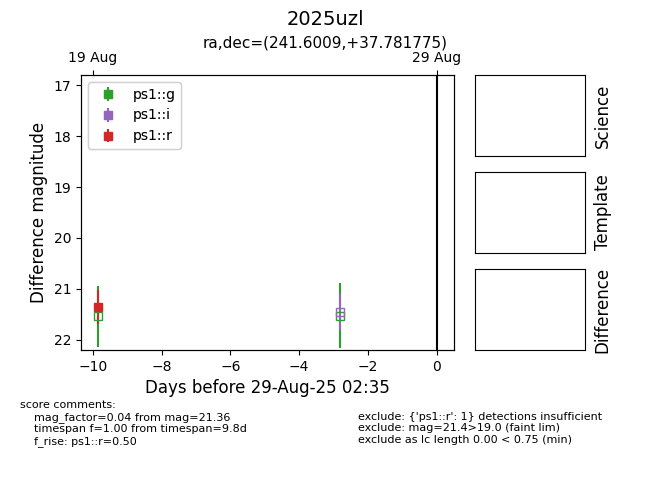 2025uzl
ra,dec=(241.6009,+37.781775)
19 Aug
29 Aug
ps1::g
ps1::i
ps1::r
17
18
19
20
21
22
Difference magnitude
−10
−8
−6
−4
−2
0
Days before 29-Aug-25 02:35
Science
Template
Difference
score comments:
mag_factor=0.04 from mag=21.36
timespan f=1.00 from timespan=9.8d
f_rise: ps1::r=0.50
exclude: {'ps1::r': 1} detections insufficient
exclude: mag=21.4>19.0 (faint lim)
exclude as lc length 0.00 < 0.75 (min)